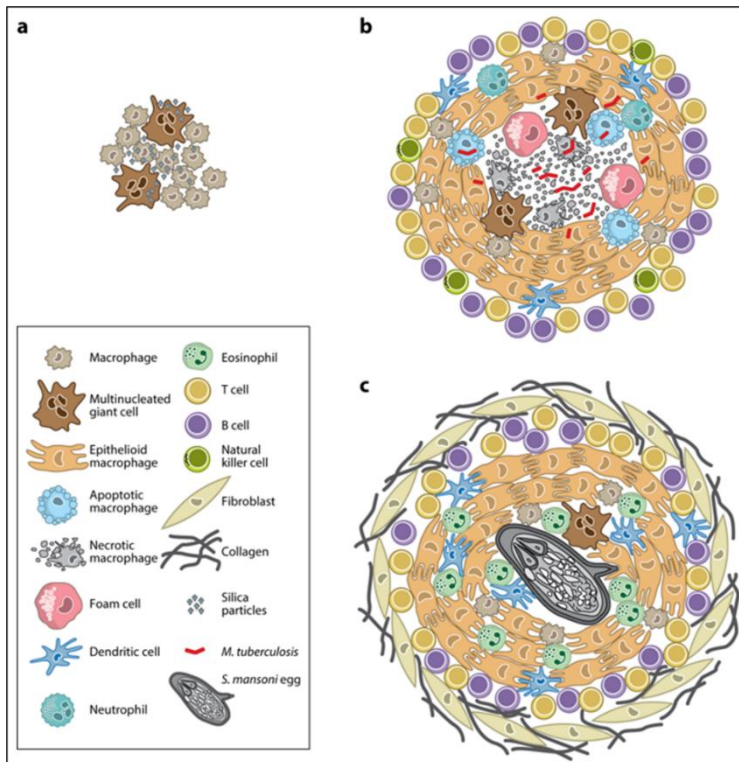 a
b
Macrophage
Multinucleated
giant cell
Epithelioid
macrophage
Apoptotic
macrophage
Necrotic
macrophage
Foam cell
Dendritic cell
Neutrophil
Eosinophil
T cell
B cell
Natural
killer cell
Fibroblast
Collagen
Silica
particles
M. tuberculosis
S. mansoni egg
c